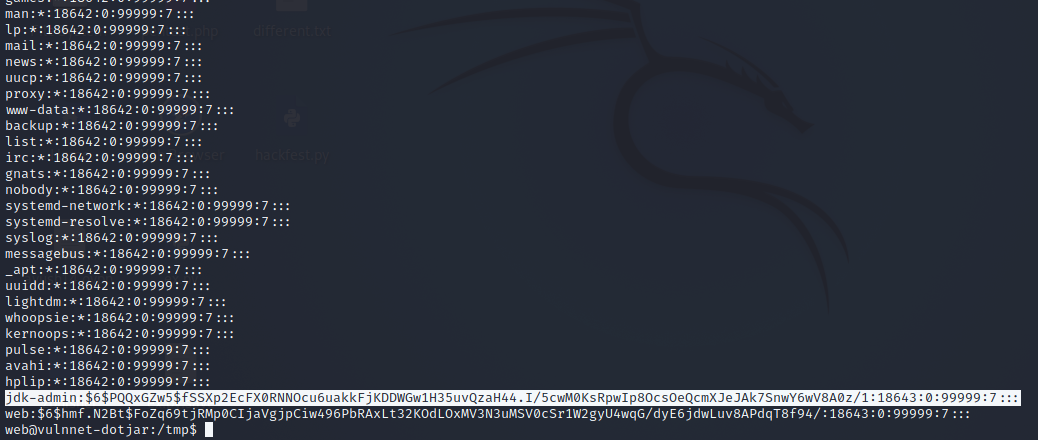 man:*:18642:0:99999:7:::
lp:*:18642:0:99999:7:::
mail:*:18642:0:99999:7:::
news:*:18642:0:99999:7:::
uucp:*:18642:0:99999:7:::
proxy:*:18642:0:99999:7:::
www-data:*:18642:0:99999:7:::
backup:*:18642:0:99999:7:::
list:*:18642:0:99999:7:::
irc:*:18642:0:99999:7:::
gnats:*:18642:0:99999:7:::
nobody:*:18642:0:99999:7:::
systemd-network:*:18642:0:99999:7:::
systemd-resolve:*:18642:0:99999:7:::
syslog:*:18642:0:99999:7:::
messagebus:*:18642:0:99999:7:::
_apt:*:18642:0:99999:7:::
uuidd:*:18642:0:99999:7:::
lightdm:*:18642:0:99999:7:::
whoopsie:*:18642:0:99999:7:::
kernoops:*:18642:0:99999:7:::
pulse:*:18642:0:99999:7:::
avahi:*:18642:0:99999:7:::
hplip:*:18642:0:99999:7:::
jdk-admin:$6$PQQxGZw5$fSSXp2EcFX0RNNOcu6uakkFjKDDWGw1H35uvQzaH44.I/5cwM0KsRpwIp8OcsOeQcmXJeJAk7SnwY6wV8A0z/1:18643:0:99999:7:::
web:$6$hmf.N2Bt$FoZq69tjRMp0CIjaVgjpCiw496PbRAxLt32KOdLOxMV3N3uMSV0cSr1W2gyU4wqG/dyE6jdwLuv8APdqT8f94/:18643:0:99999:7:::
web@vulnnet-dotjar:/tmp$
different.txt
hacktest.py